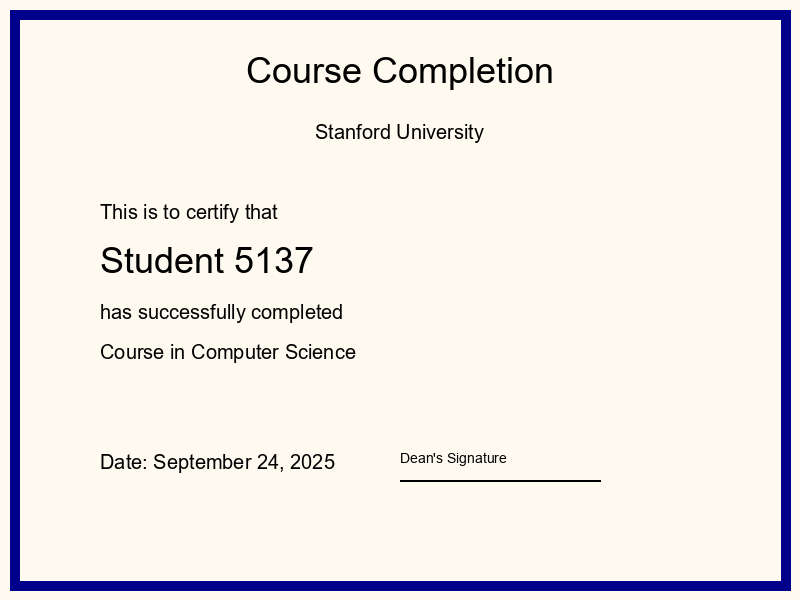 Course Completion
Stanford University
This is to certify that
Student 5137
has successfully completed
Course in Computer Science
Date: September 24, 2025
Dean's Signature